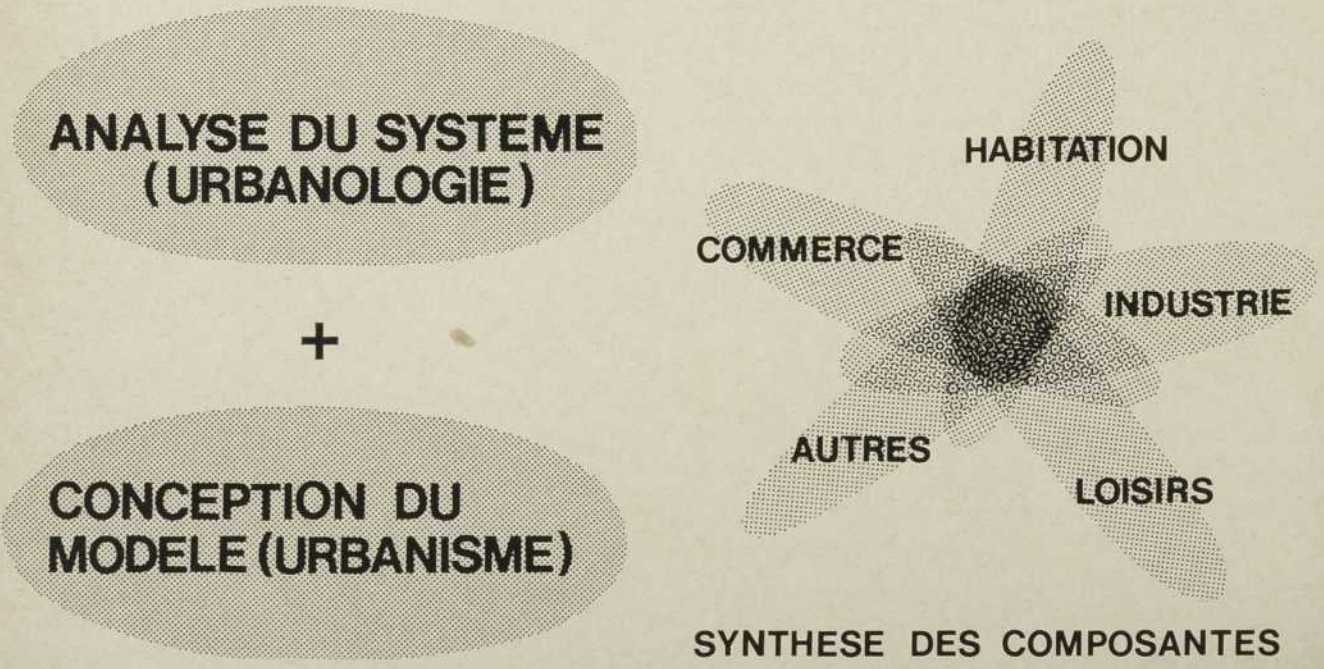 ANALYSE DU SYSTEME
(URBANOLOGIE)
+
CONCEPTION DU
MODELE (URBANISME)
HABITATION
COMMERCE
INDUSTRIE
AUTRES
LOISIRS
SYNTHESE DES COMPOSANTES